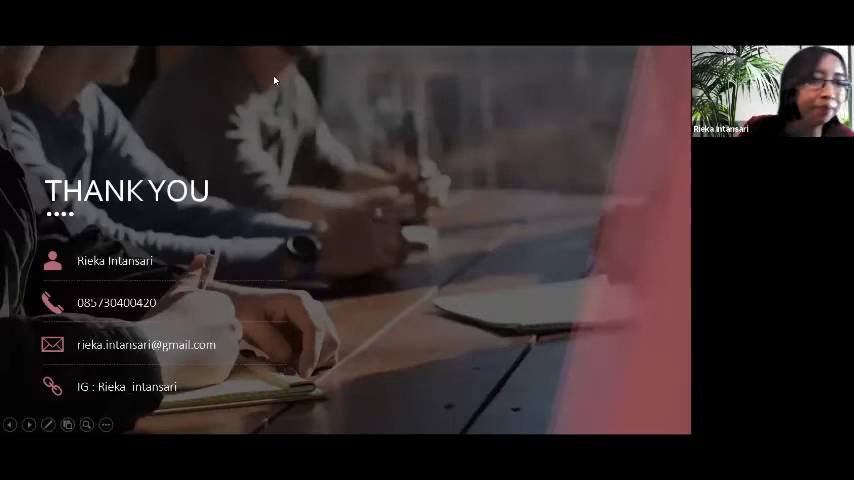 THANK YOU
Rieka Intansari
085730400420
rieka.intansari@gmail.com
IG : Rieka_intansari
Rieka Intansari